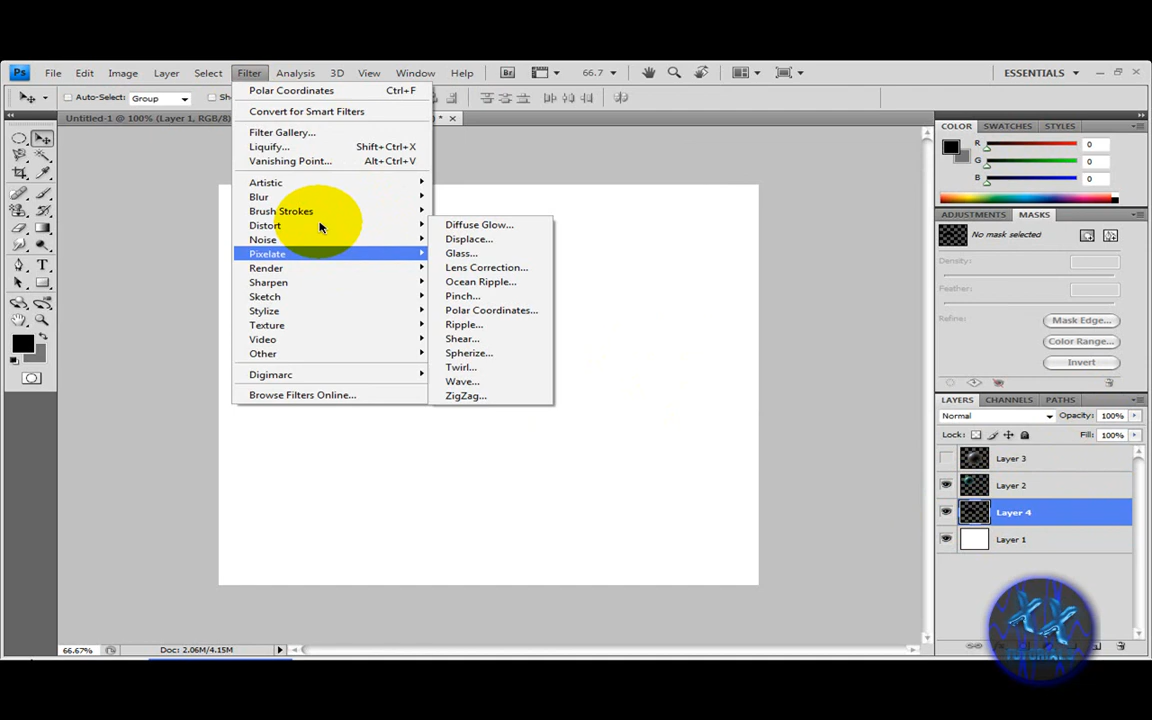 Ps File Edit Image Layer Select Filter Analysis 3D View Window Help Br 66.7 ESSENTIALS
Auto-Select: Group
Untitled-1 @ 100% (Layer 1, RGB/8)
Polar Coordinates Ctrl+F
Convert for Smart Filters
Filter Gallery...
Liquify... Shift+Ctrl+X
Vanishing Point... Alt+Ctrl+V
Artistic
Blur
Brush Strokes
Distort
Noise
Pixelate
Render
Sharpen
Sketch
Stylize
Texture
Video
Other
Digimarc
Browse Filters Online...
Diffuse Glow...
Displace...
Glass...
Lens Correction...
Ocean Ripple...
Pinch...
Polar Coordinates...
Ripple...
Shear...
Spherize...
Twirl...
Wave...
ZigZag...
COLOR SWATCHES STYLES
R 0
G 0
B 0
ADJUSTMENTS MASKS
No mask selected
Density:
Feather:
Refine: Mask Edge...
Color Range...
Invert
LAYERS CHANNELS PATHS
Normal Opacity: 100%
Lock: Fill: 100%
Layer 3
Layer 2
Layer 4
Layer 1
66.67% Doc: 2.06M/4.15M
XX
TUTORIALS